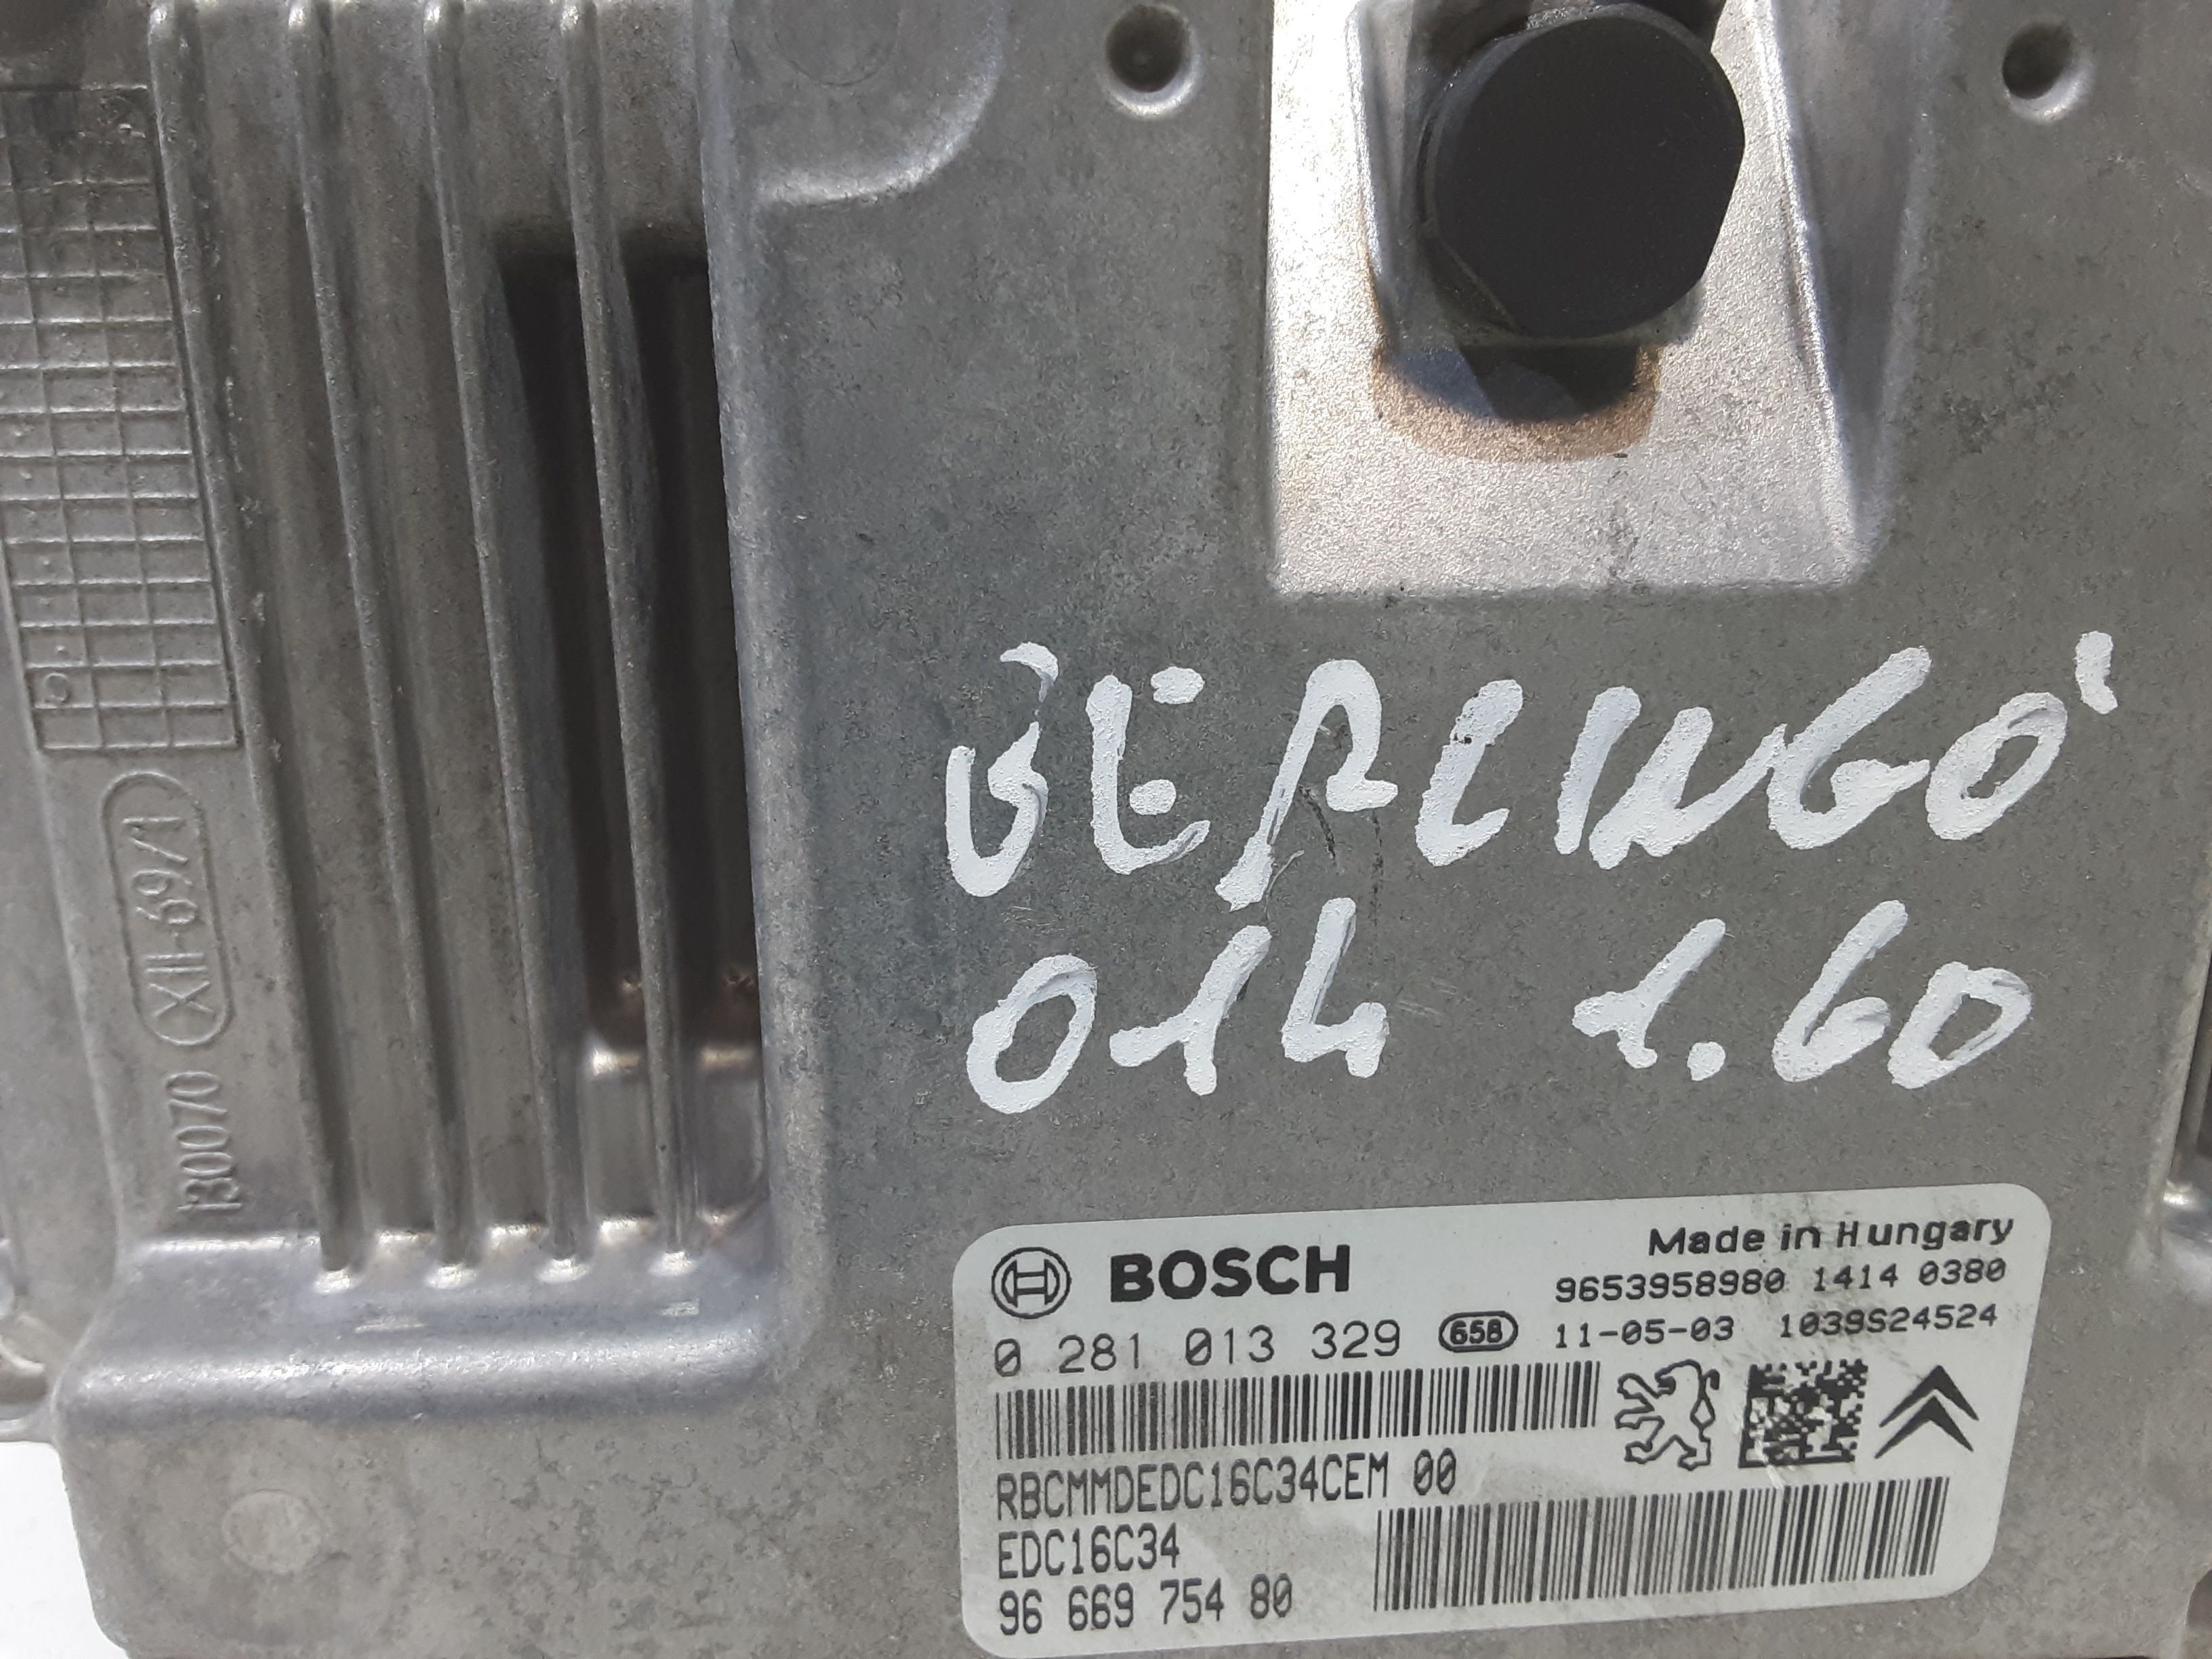 XII-69/1
130070
BERLINGO
014 1.6D
BOSCH
Made in Hungary
9653958980 1414 0380
0 281 013 329 658 11-05-03 1039S24524
RBCMMDEDC16C34CEM 00
EDC16C34
96 669 754 80